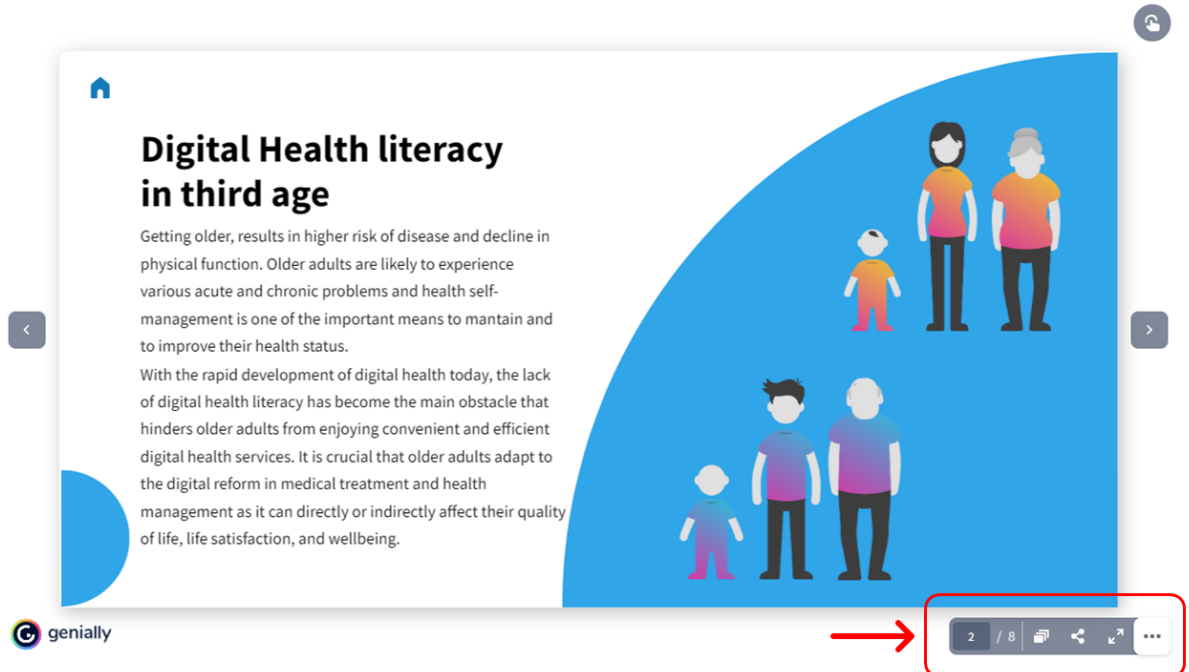 Digital Health literacy
in third age
Getting older, results in higher risk of disease and decline in
physical function. Older adults are likely to experience
various acute and chronic problems and health self-
management is one of the important means to mantain and
to improve their health status.
With the rapid development of digital health today, the lack
of digital health literacy has become the main obstacle that
hinders older adults from enjoying convenient and efficient
digital health services. It is crucial that older adults adapt to
the digital reform in medical treatment and health
management as it can directly or indirectly affect their quality
of life, life satisfaction, and wellbeing.
genially
2 / 8